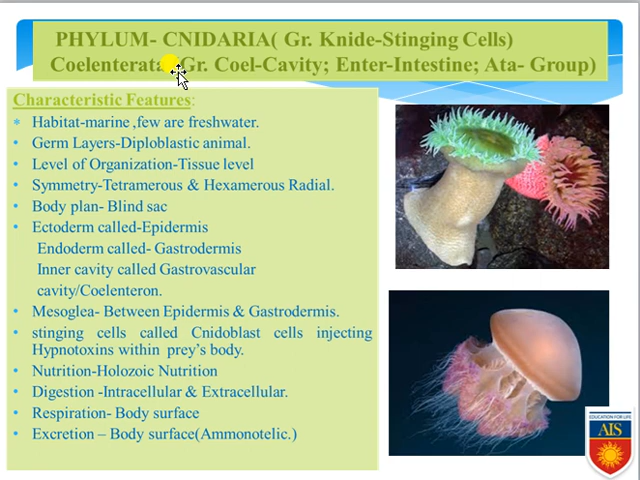 PHYLUM- CNIDARIA( Gr. Knide-Stinging Cells)
Coelenterata( Gr. Coel-Cavity; Enter-Intestine; Ata- Group)
Characteristic Features:
* Habitat-marine ,few are freshwater.
• Germ Layers-Diploblastic animal.
• Level of Organization-Tissue level
• Symmetry-Tetramerous & Hexamerous Radial.
• Body plan- Blind sac
• Ectoderm called-Epidermis
Endoderm called- Gastrodermis
Inner cavity called Gastrovascular
cavity/Coelenteron.
• Mesoglea- Between Epidermis & Gastrodermis.
• stinging cells called Cnidoblast cells injecting
Hypnotoxins within prey's body.
• Nutrition-Holozoic Nutrition
• Digestion -Intracellular & Extracellular.
• Respiration- Body surface
• Excretion – Body surface(Ammonotelic.)
EDUCATION FOR LIFE
AIS